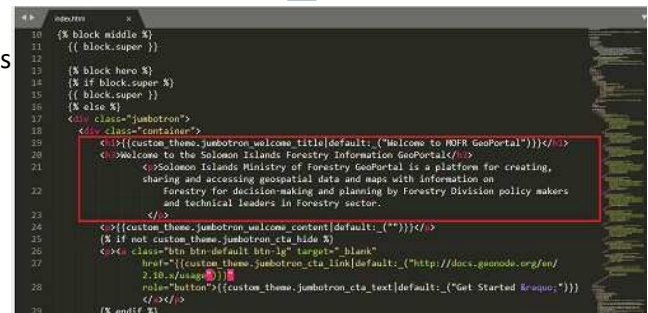 index.html x
10 {% block middle %}
11 {{ block.super }}
12
13 {% block hero %}
14 {% if block.super %}
15 {{ block.super }}
16 {% else %}
17 <div class="jumbotron">
18 <div class="container">
19 <h1>{{custom_theme.jumbotron_welcome_title|default:_("Welcome to MOFR GeoPortal")}}</h1>
20 <h3>Welcome to the Solomon Islands Forestry Information GeoPortal</h3>
21 <p>Solomon Islands Ministry of Forestry GeoPortal is a platform for creating,
sharing and accessing geospatial data and maps with information on
22 Forestry for decision-making and planning by Forestry Division policy makers
and technical leaders in Forestry sector.
23 </p>
24 <p>{{custom_theme.jumbotron_welcome_content|default:_("")}}</p>
25 {% if not custom_theme.jumbotron_cta_hide %}
26 <p><a class="btn btn-default btn-lg" target="_blank"
27 href="{{custom_theme.jumbotron_cta_link|default:_("http://docs.geonode.org/en/
2.10.x/usage")}}"
28 role="button">{{custom_theme.jumbotron_cta_text|default:_("Get Started &raquo;")}}
</a></p>
29 {% endif %}
s